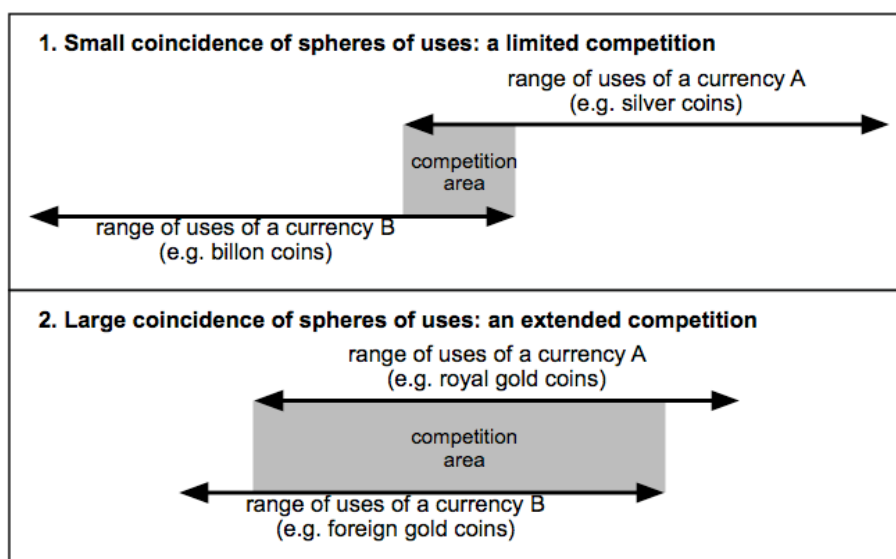 1. Small coincidence of spheres of uses: a limited competition
range of uses of a currency A
(e.g. silver coins)
competition
area
range of uses of a currency B
(e.g. billon coins)
2. Large coincidence of spheres of uses: an extended competition
range of uses of a currency A
(e.g. royal gold coins)
competition
area
range of uses of a currency B
(e.g. foreign gold coins)